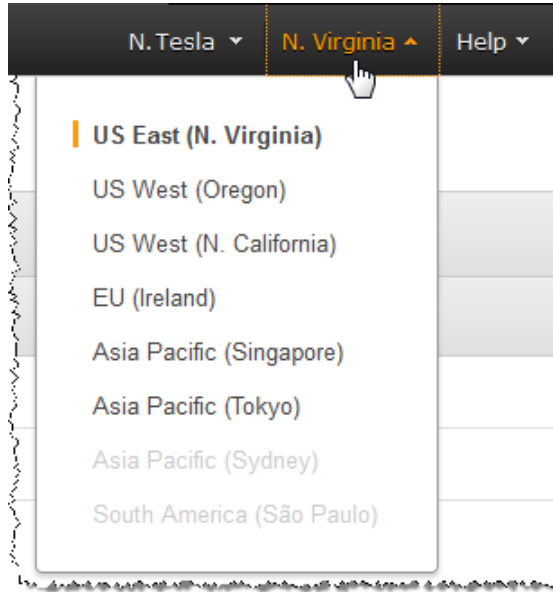 N. Tesla N. Virginia Help
US East (N. Virginia)
US West (Oregon)
US West (N. California)
EU (Ireland)
Asia Pacific (Singapore)
Asia Pacific (Tokyo)
Asia Pacific (Sydney)
South America (São Paulo)